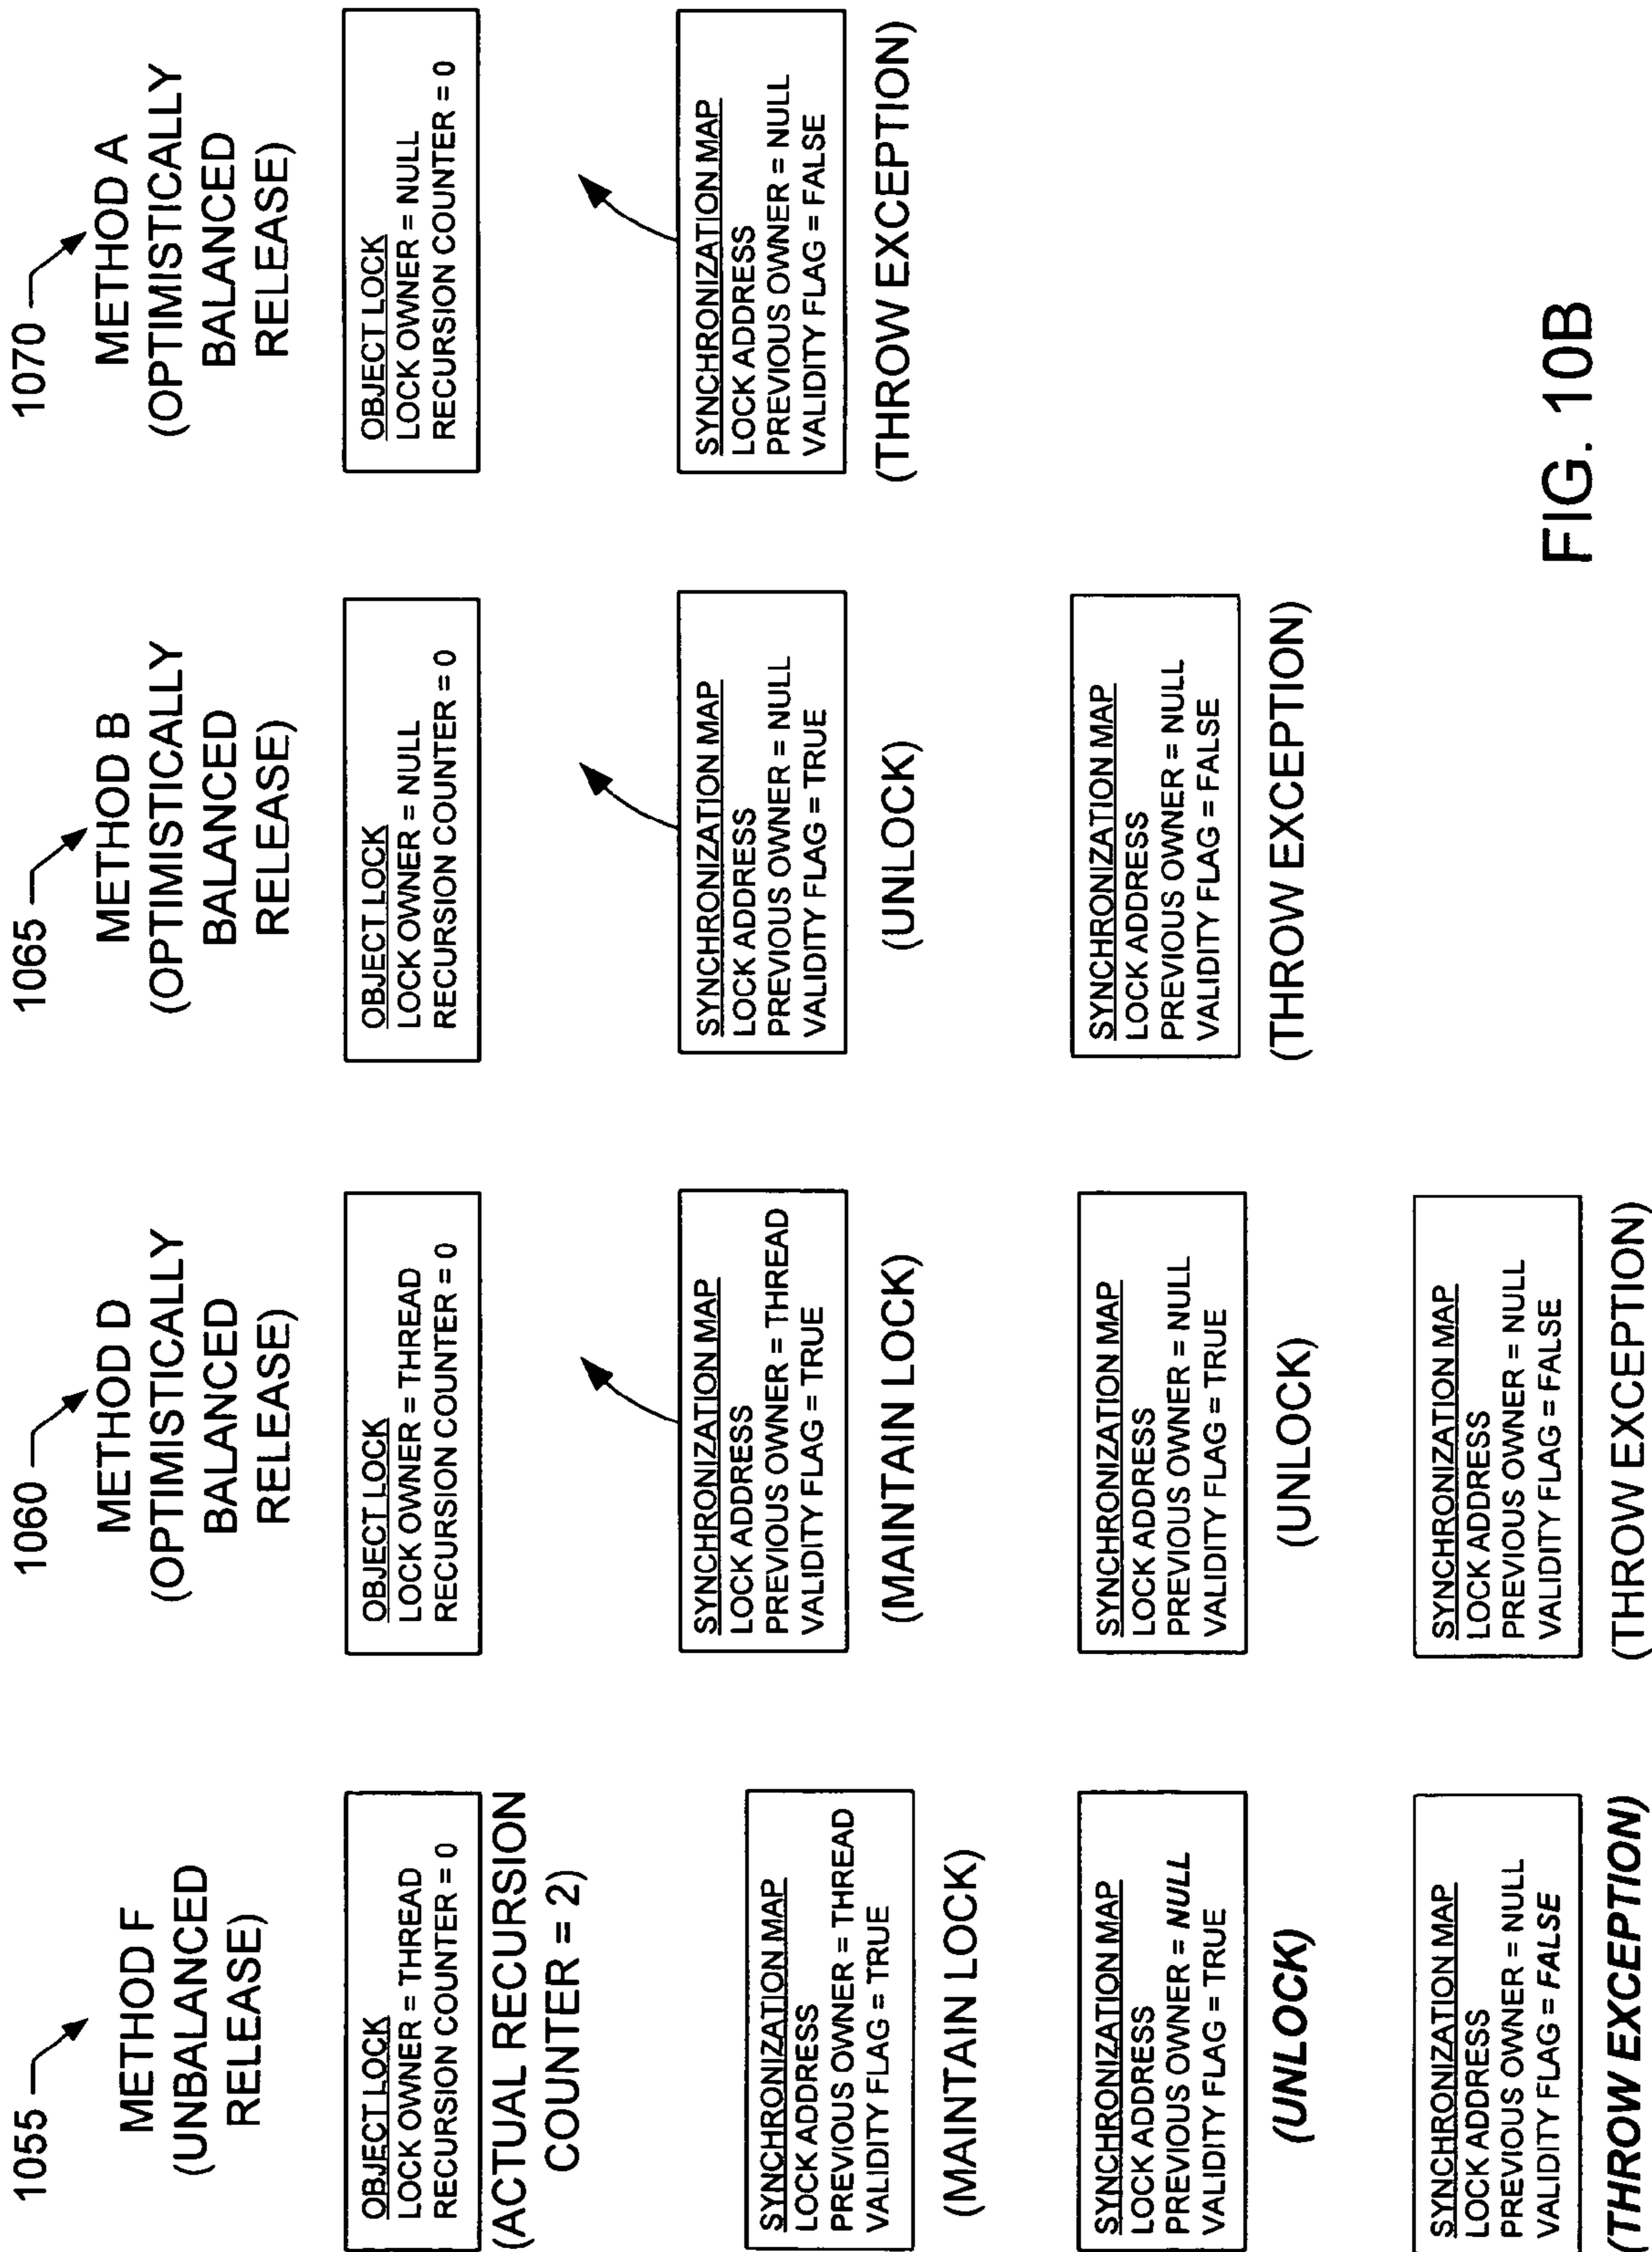 1055
METHOD F
(UNBALANCED
RELEASE)
OBJECT LOCK
LOCK OWNER = THREAD
RECURSION COUNTER = 0
(ACTUAL RECURSION
COUNTER = 2)
SYNCHRONIZATION MAP
LOCK ADDRESS
PREVIOUS OWNER = THREAD
VALIDITY FLAG = TRUE
(MAINTAIN LOCK)
SYNCHRONIZATION MAP
LOCK ADDRESS
PREVIOUS OWNER = NULL
VALIDITY FLAG = TRUE
(UNLOCK)
SYNCHRONIZATION MAP
LOCK ADDRESS
PREVIOUS OWNER = NULL
VALIDITY FLAG = FALSE
(THROW EXCEPTION)
1060
METHOD D
(OPTIMISTICALLY
BALANCED
RELEASE)
OBJECT LOCK
LOCK OWNER = THREAD
RECURSION COUNTER = 0
SYNCHRONIZATION MAP
LOCK ADDRESS
PREVIOUS OWNER = THREAD
VALIDITY FLAG = TRUE
(MAINTAIN LOCK)
SYNCHRONIZATION MAP
LOCK ADDRESS
PREVIOUS OWNER = NULL
VALIDITY FLAG = TRUE
(UNLOCK)
SYNCHRONIZATION MAP
LOCK ADDRESS
PREVIOUS OWNER = NULL
VALIDITY FLAG = FALSE
(THROW EXCEPTION)
1065
METHOD B
(OPTIMISTICALLY
BALANCED
RELEASE)
OBJECT LOCK
LOCK OWNER = NULL
RECURSION COUNTER = 0
SYNCHRONIZATION MAP
LOCK ADDRESS
PREVIOUS OWNER = NULL
VALIDITY FLAG = TRUE
(UNLOCK)
SYNCHRONIZATION MAP
LOCK ADDRESS
PREVIOUS OWNER = NULL
VALIDITY FLAG = FALSE
(THROW EXCEPTION)
1070
METHOD A
(OPTIMISTICALLY
BALANCED
RELEASE)
OBJECT LOCK
LOCK OWNER = NULL
RECURSION COUNTER = 0
SYNCHRONIZATION MAP
LOCK ADDRESS
PREVIOUS OWNER = NULL
VALIDITY FLAG = FALSE
(THROW EXCEPTION)
FIG. 10B